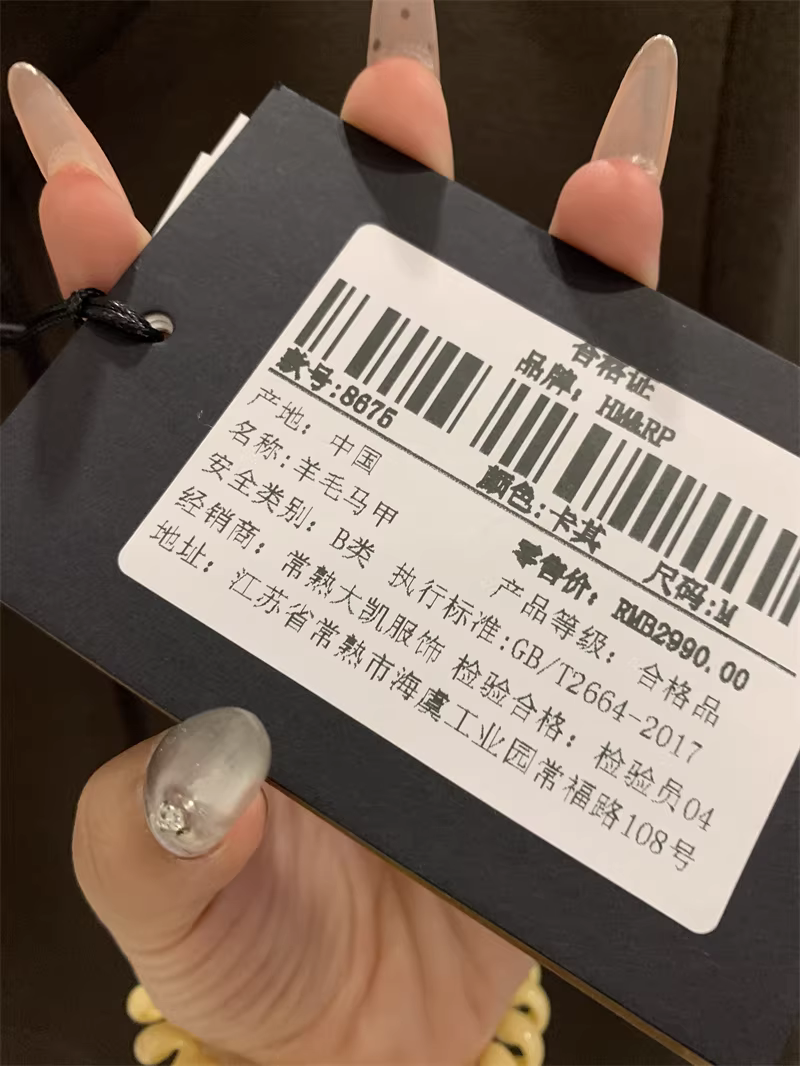 合格证
品牌：HW&RP
款号:8675 颜色:卡其 尺码:M
产地：中国 零售价：RMB2990.00
名称:羊毛马甲 产品等级：合格品
安全类别：B类 执行标准:GB/T2664-2017
经销商：常熟大凯服饰 检验合格：检验员04
地址：江苏省常熟市海虞工业园常福路108号